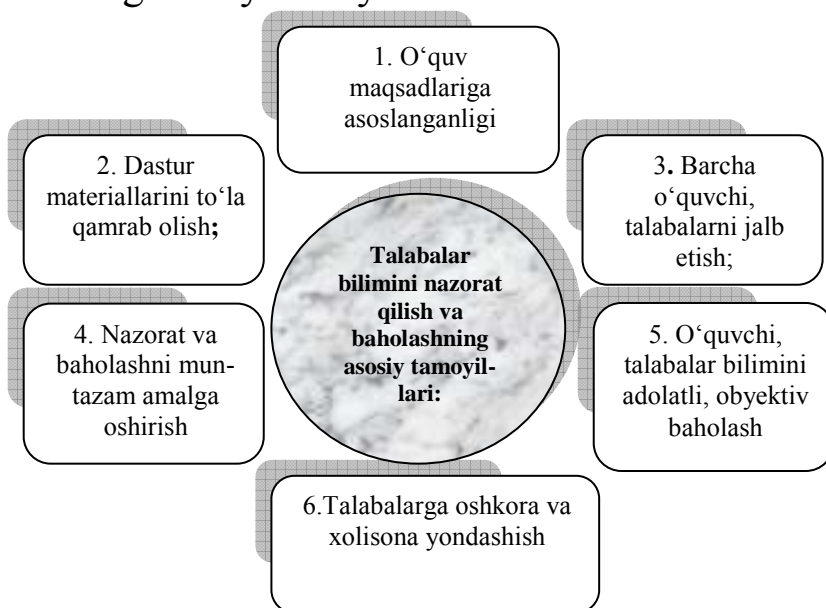 1. O‘quv
maqsadlariga
asoslanganligi
2. Dastur
materiallarini to‘la
qamrab olish;
3. Barcha
o‘quvchi,
talabalarni jalb
etish;
Talabalar
bilimini nazorat
qilish va
baholashning
asosiy tamoyil-
lari:
4. Nazorat va
baholashni mun-
tazam amalga
oshirish
5. O‘quvchi,
talabalar bilimini
adolatli, obyektiv
baholash
6.Talabalarga oshkora va
xolisona yondashish